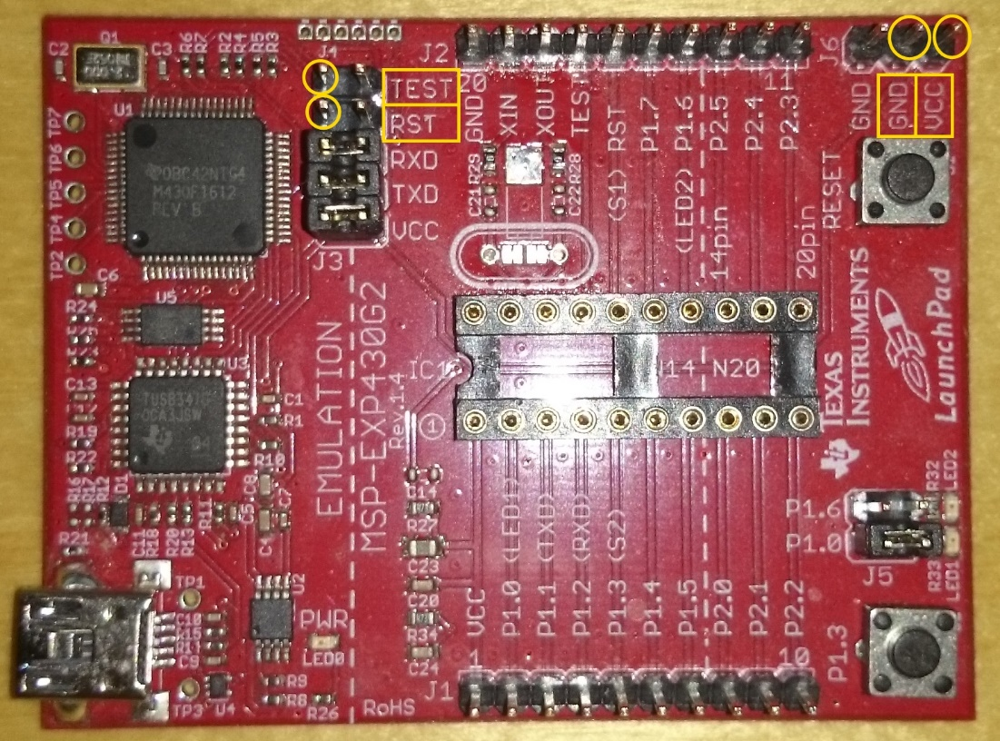 Q1
C2
C3
R6
R7
R2
R4
R5
R3
J4
J2
J6
TEST
RST
RXD
TXD
VCC
J3
20
GND
XIN
XOUT
TEST
RST
(S1)
P1.7
P1.6
(LED2)
P2.5
14pin
P2.4
P2.3
20pin
11
GND
GND
VCC
RESET
TP7
TP6
TP5
TP4
TP2
U1
M430F1612
REV B
C21
R29
C22
R28
C6
R24
U5
U3
C13
C1
R1
R10
R23
EMULATION
MSP-EXP430G2
Rev.1.4
IC1
1
U14 N20
TEXAS
INSTRUMENTS
LaunchPad
R16
R17
R12
D1
R11
C5
C8
C7
C11
R18
R20
R13
R21
C14
R27
C23
C20
R34
C24
TP1
TP3
U2
U4
PWR
LED0
R9
R8
R26
RoHS
J1
1
VCC
P1.0 (LED1)
P1.1 (TXD)
P1.2 (RXD)
P1.3 (S2)
P1.4
P1.5
P2.0
P2.1
P2.2
10
P1.6
P1.0
J5
R32
LED2
R33
LED1
P1.3